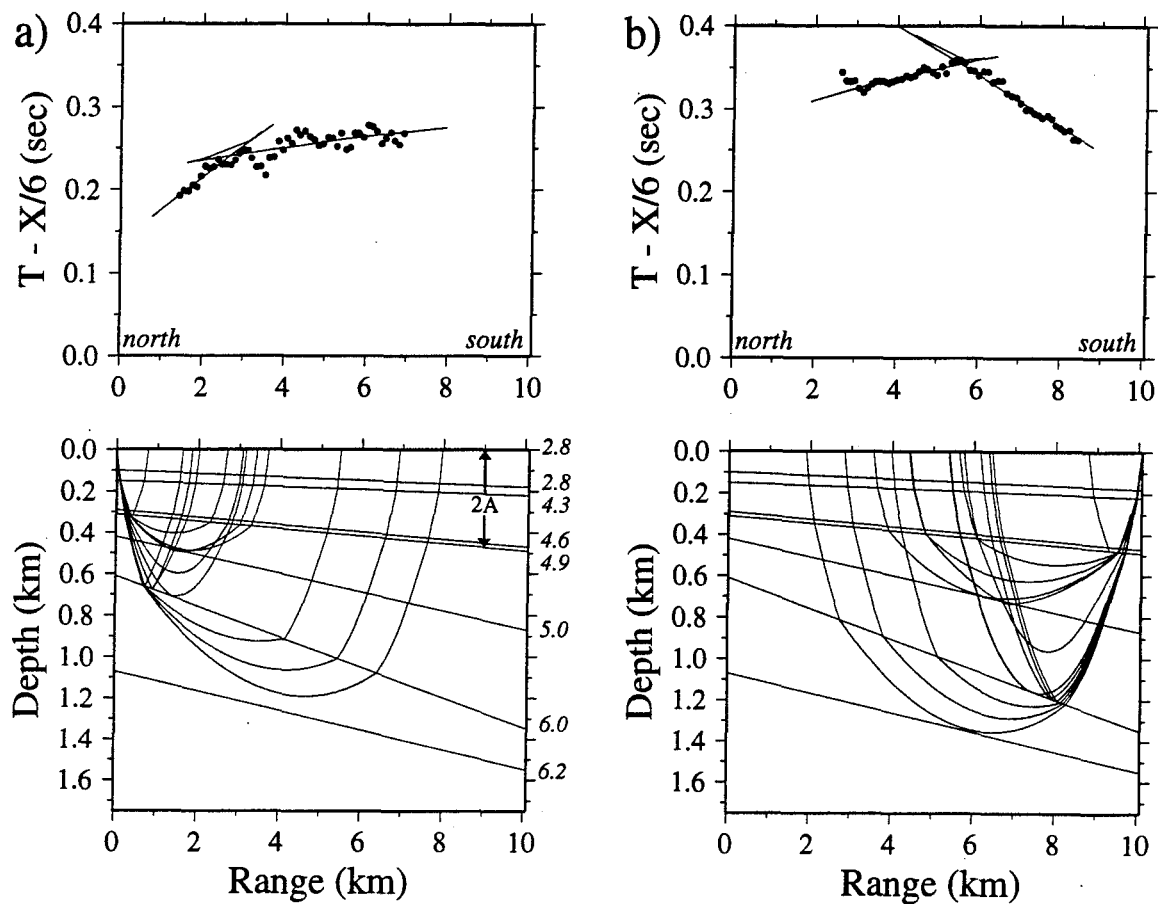 a)
0.4
0.3
0.2
0.1
0.0
T - X/6 (sec)
north
south
0 2 4 6 8 10
b)
0.4
0.3
0.2
0.1
0.0
T - X/6 (sec)
north
south
0 2 4 6 8 10
0.0
0.2
0.4
0.6
0.8
1.0
1.2
1.4
1.6
Depth (km)
2A
2.8
2.8
4.3
4.6
4.9
5.0
6.0
6.2
0 2 4 6 8 10
Range (km)
0.0
0.2
0.4
0.6
0.8
1.0
1.2
1.4
1.6
Depth (km)
0 2 4 6 8 10
Range (km)